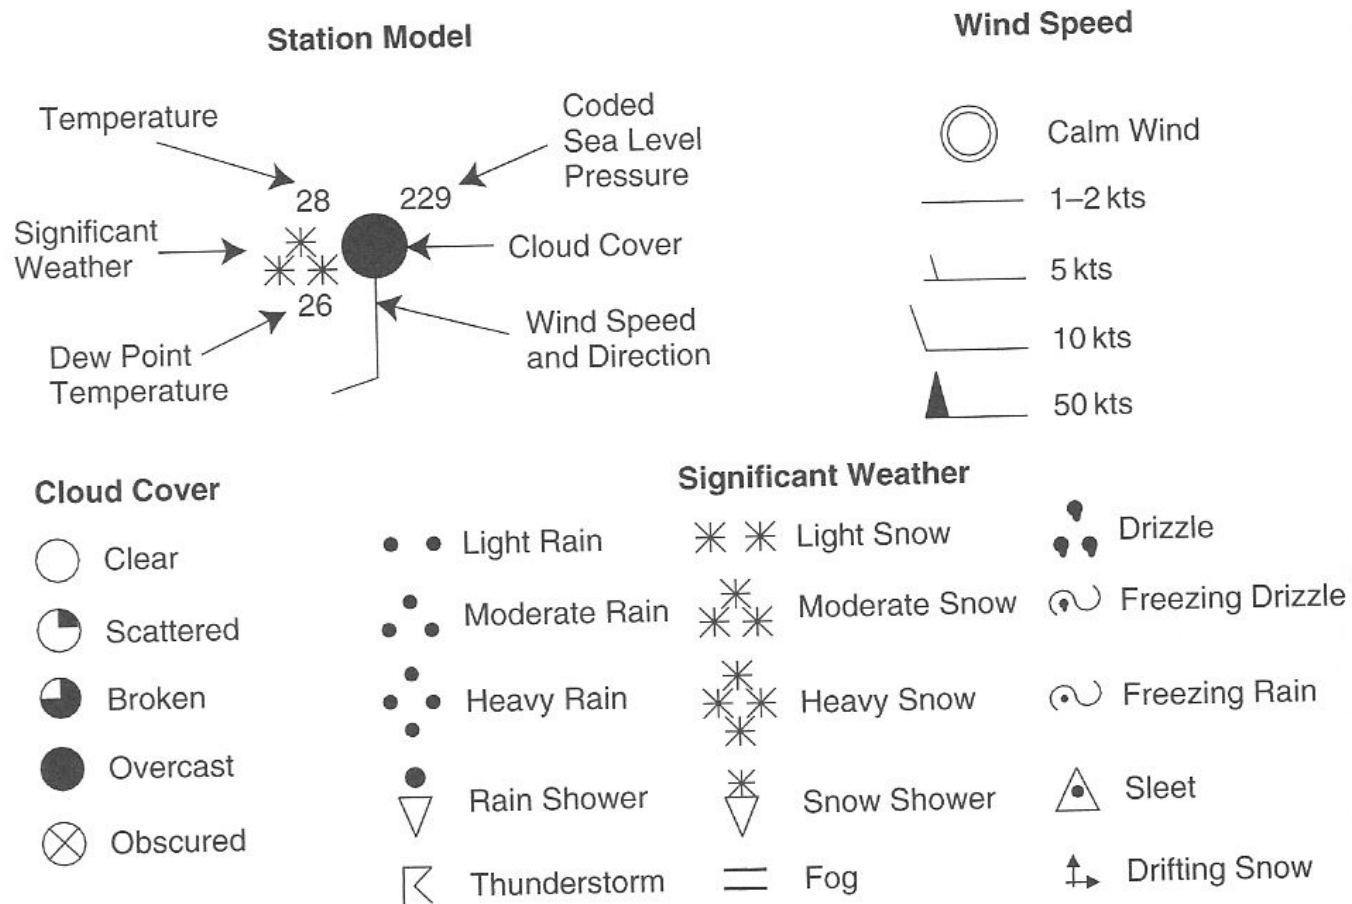 Station Model
Temperature
Coded
Sea Level
Pressure
28
229
Significant
Weather
Cloud Cover
26
Dew Point
Temperature
Wind Speed
and Direction
Wind Speed
Calm Wind
1–2 kts
5 kts
10 kts
50 kts
Cloud Cover
Clear
Scattered
Broken
Overcast
Obscured
Significant Weather
Light Rain
Moderate Rain
Heavy Rain
Rain Shower
Thunderstorm
Light Snow
Moderate Snow
Heavy Snow
Snow Shower
Fog
Drizzle
Freezing Drizzle
Freezing Rain
Sleet
Drifting Snow